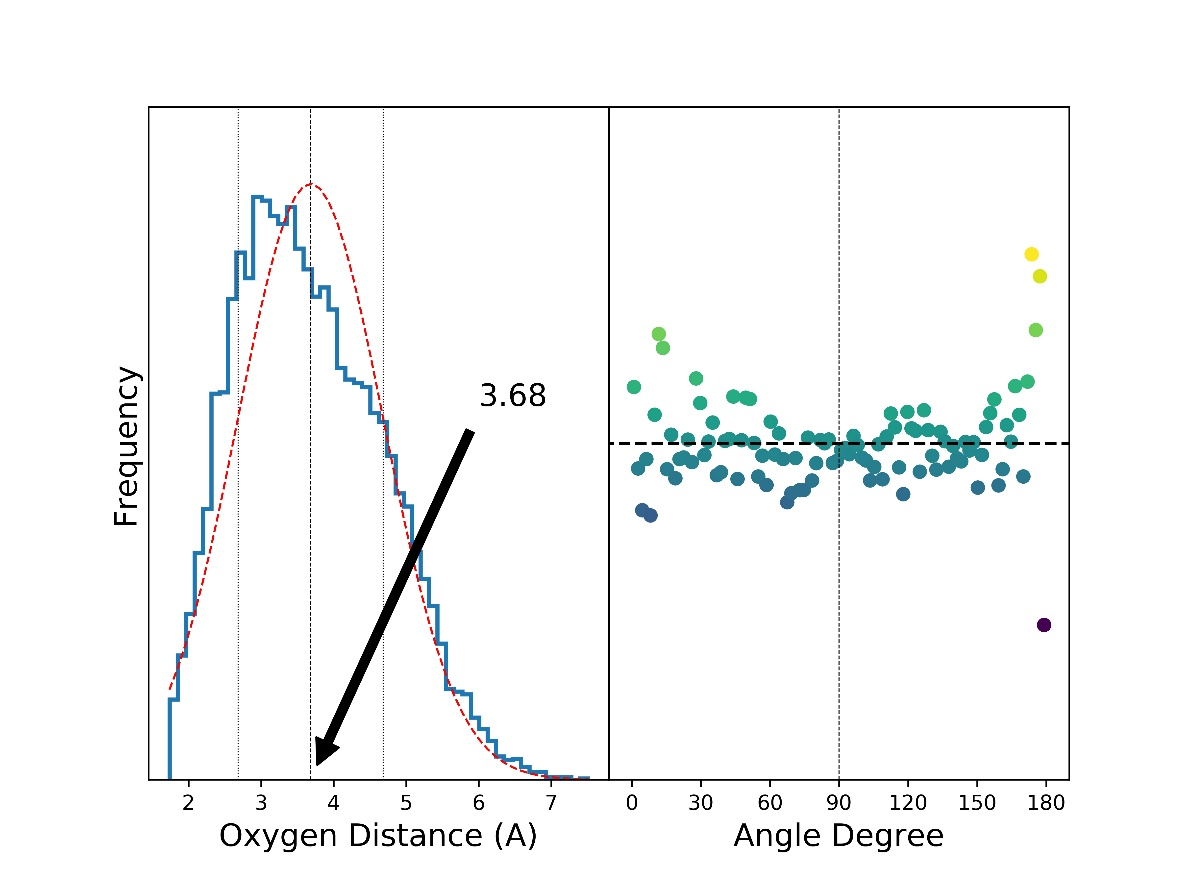 3.68
Frequency
2 3 4 5 6 7
Oxygen Distance (A)
0 30 60 90 120 150 180
Angle Degree